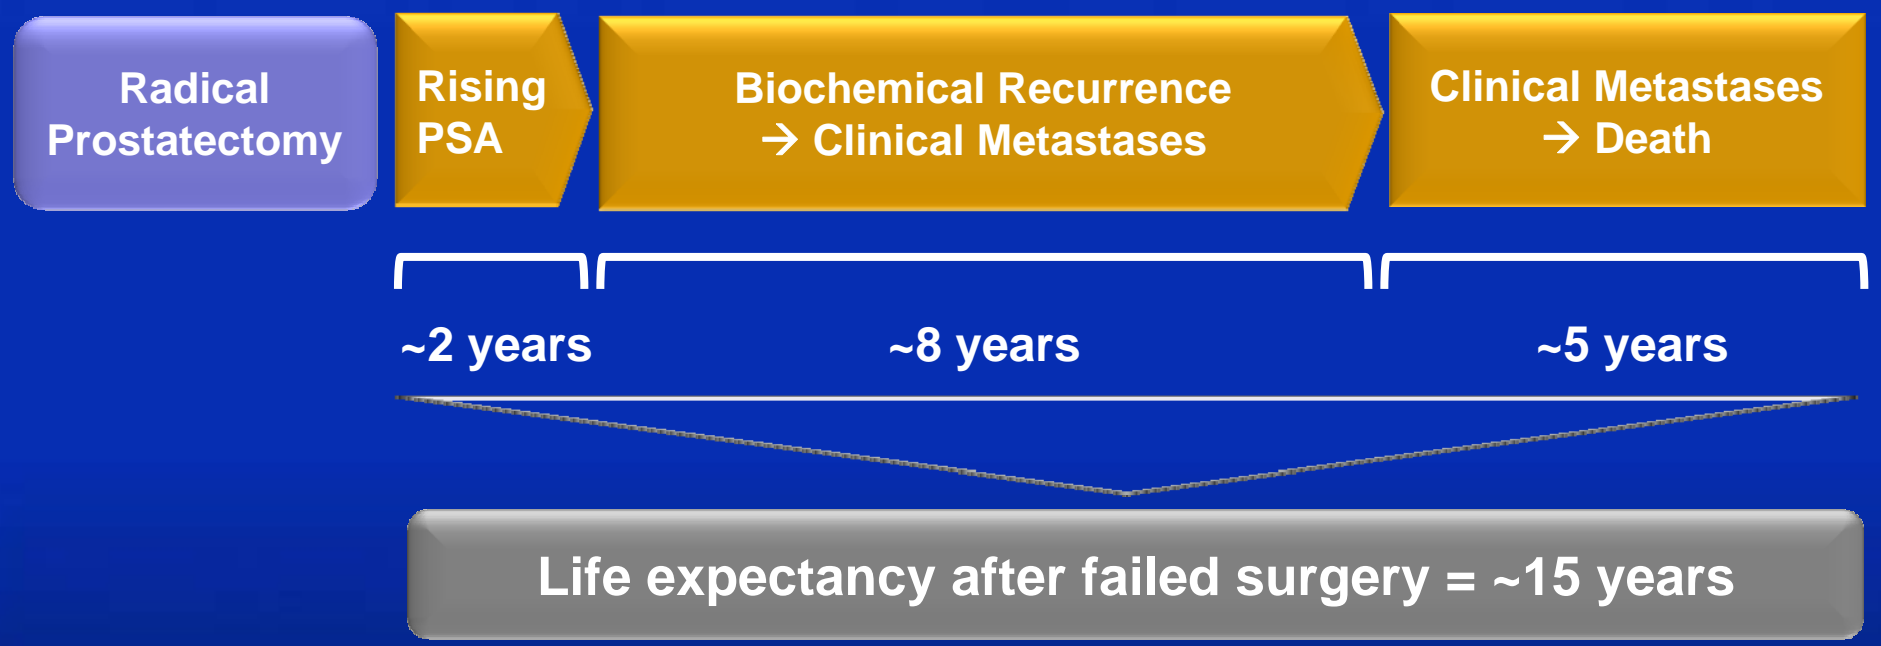 Radical
Prostatectomy
Rising
PSA
Biochemical Recurrence
→ Clinical Metastases
Clinical Metastases
→ Death
~2 years
~8 years
~5 years
Life expectancy after failed surgery = ~15 years